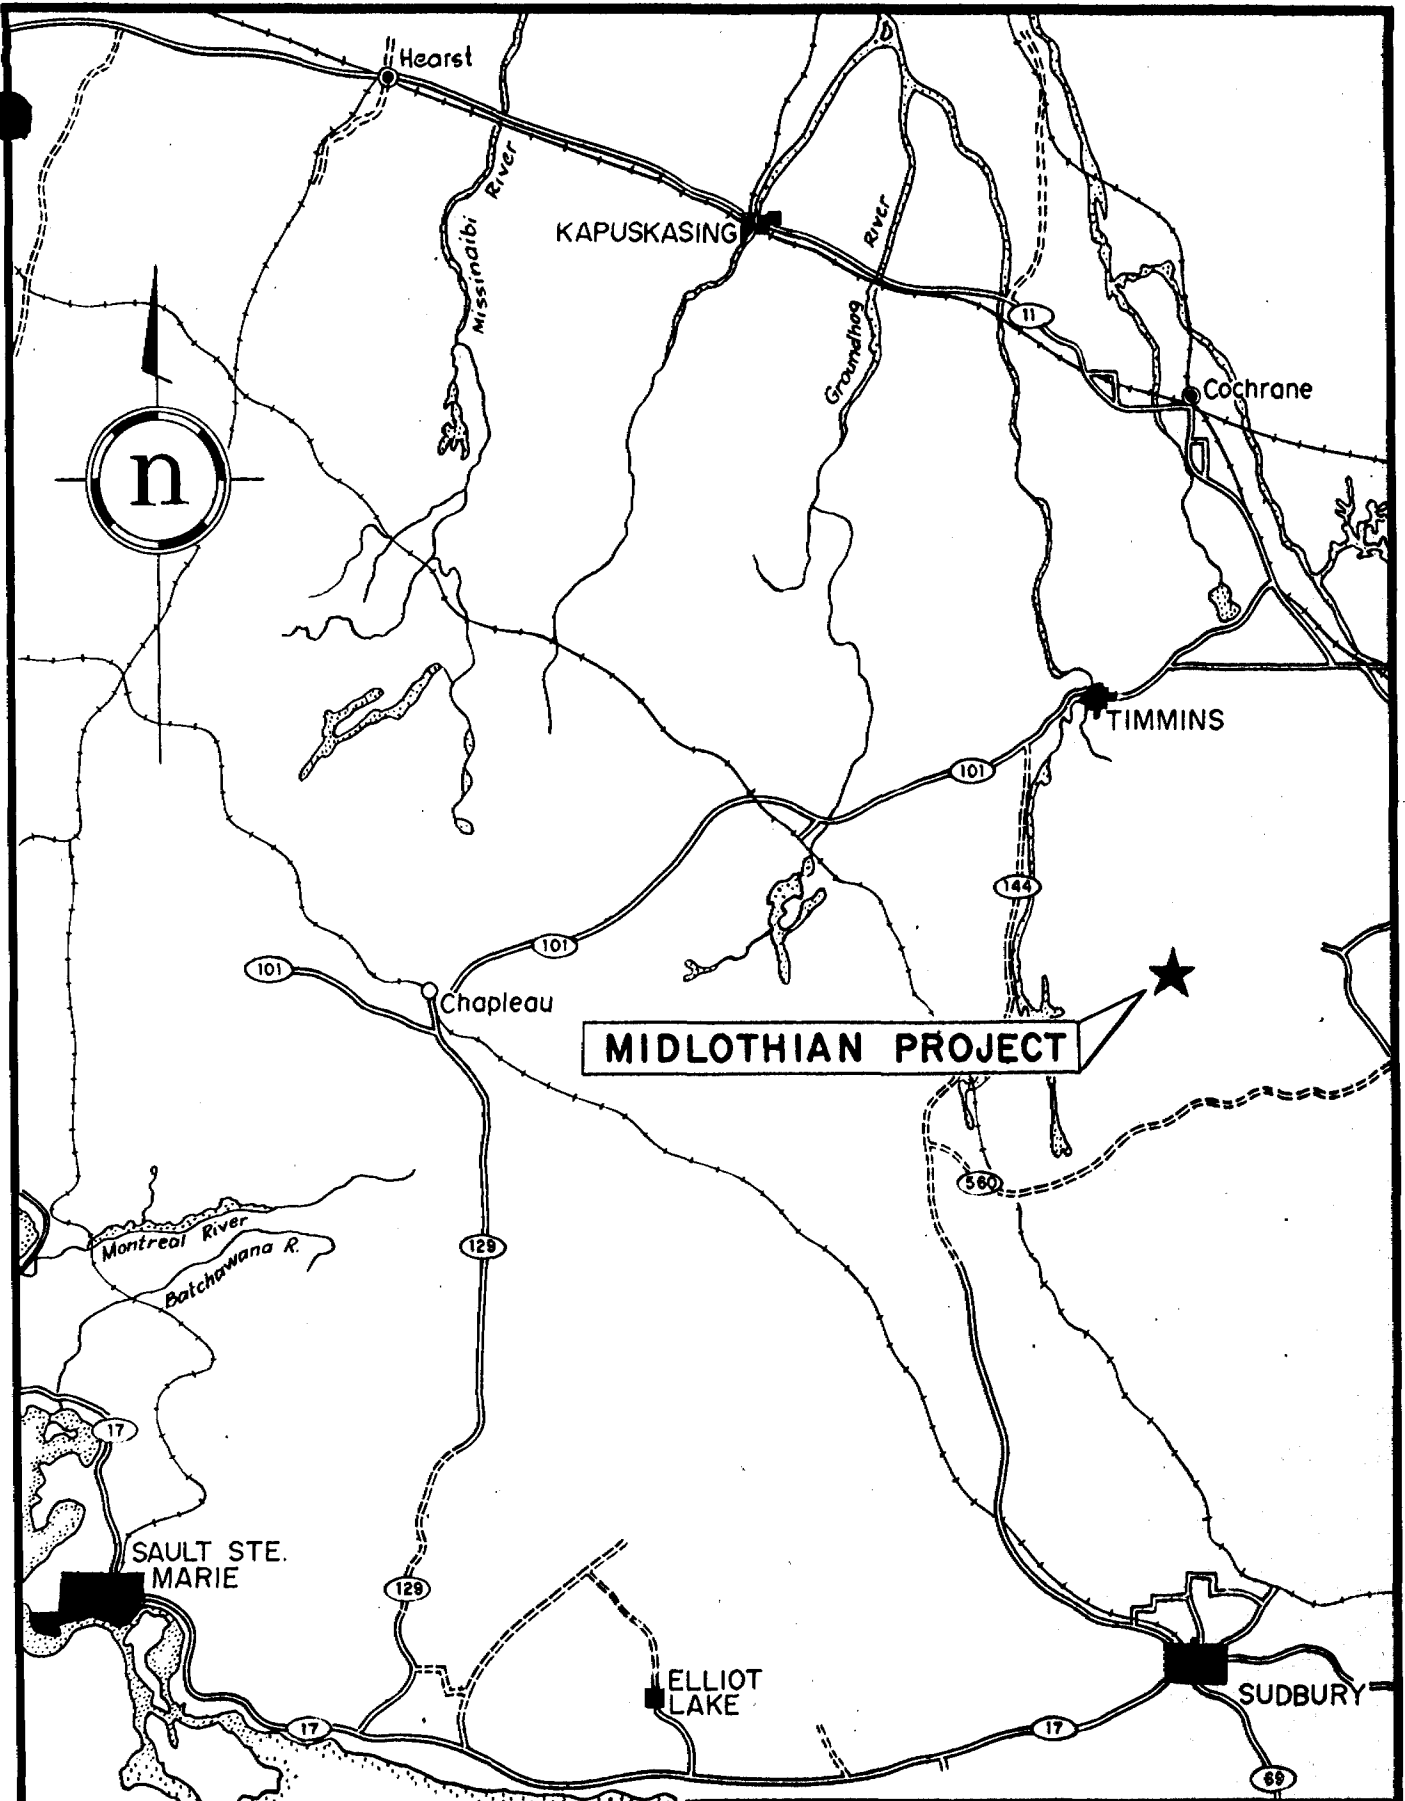 Hearst
Missinaibi River
KAPUSKASING
Groundhog River
11
Cochrane
n
TIMMINS
101
144
101
101
Chapleau
MIDLOTHIAN PROJECT
560
Montreal River
Batchawana R.
129
17
SAULT STE.
MARIE
129
ELLIOT
LAKE
SUDBURY
17
17
69